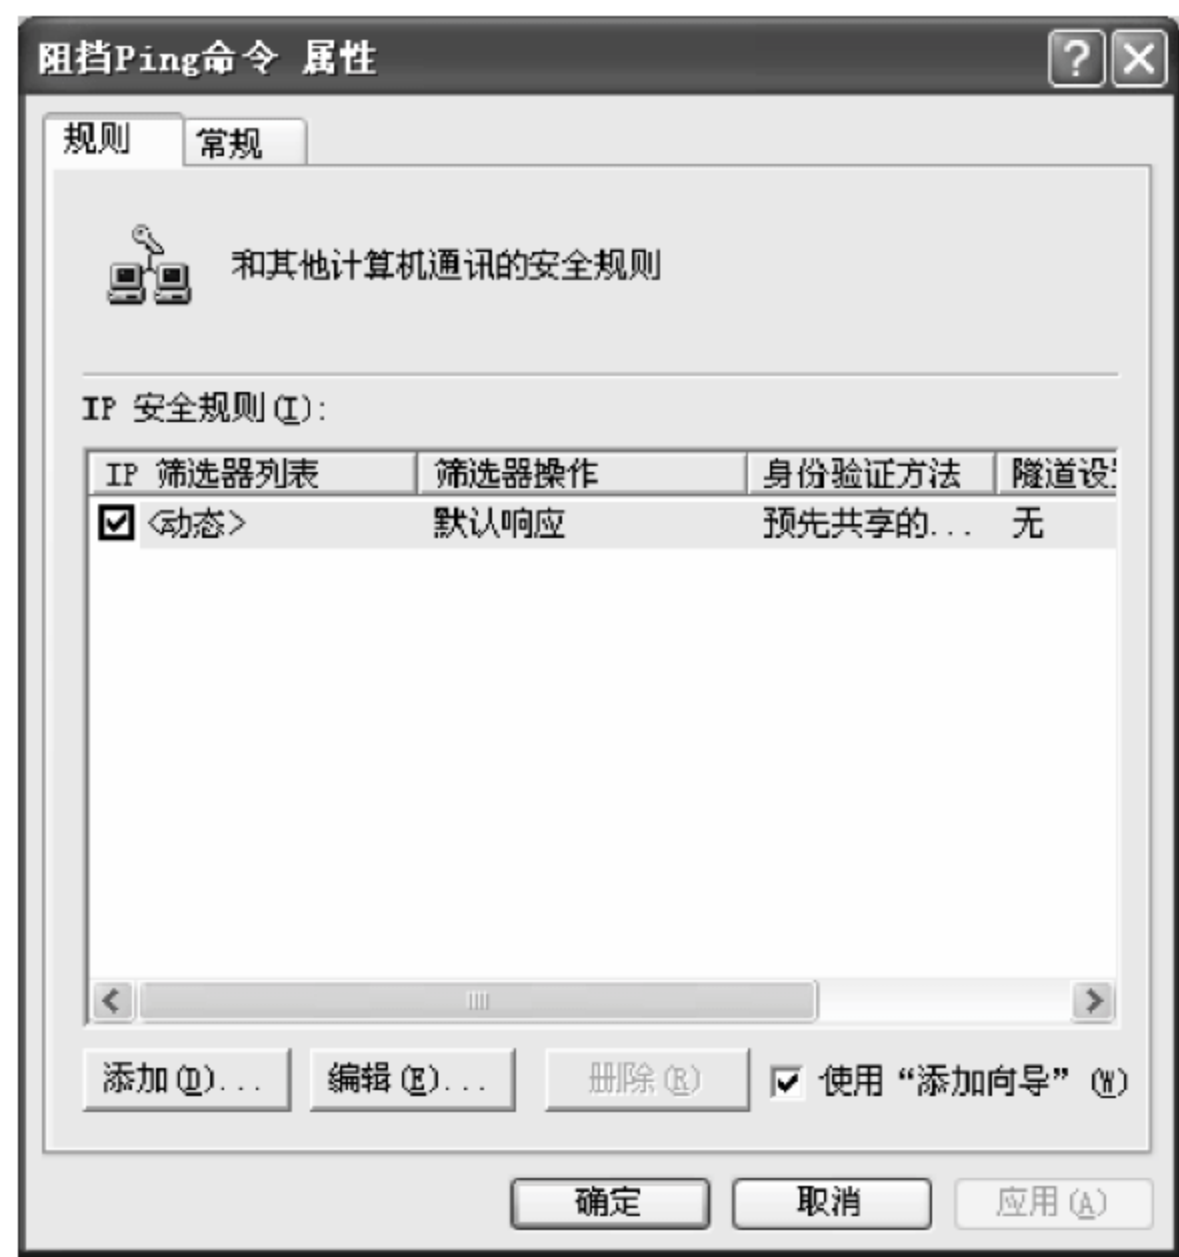 阻挡Ping命令 属性
规则 常规
和其他计算机通讯的安全规则
IP 安全规则(I):
IP 筛选器列表 筛选器操作 身份验证方法 隧道设
<动态> 默认响应 预先共享的... 无
添加(D)... 编辑(E)... 删除(R) 使用“添加向导”(W)
确定 取消 应用(A)